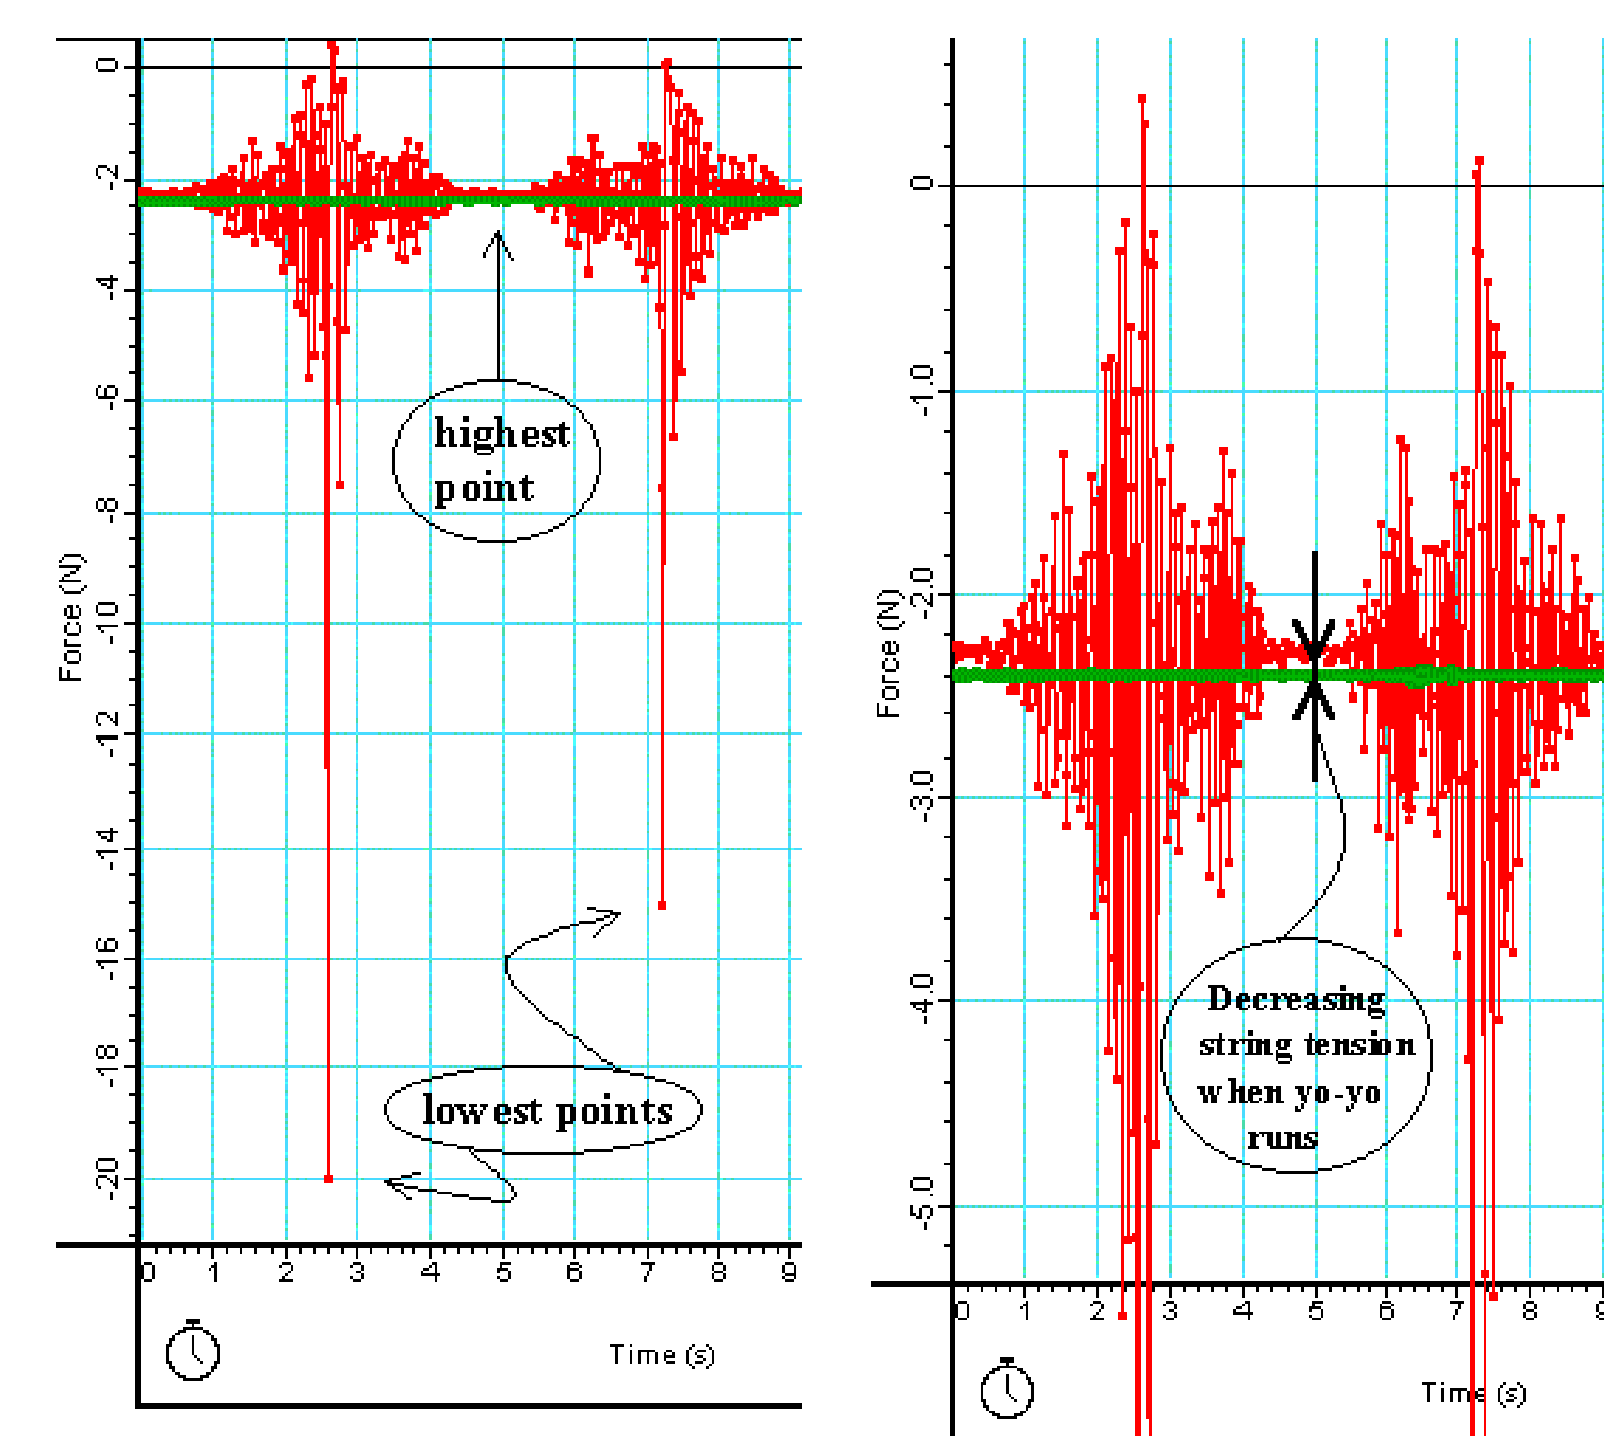 0
-2
-4
-6
-8
-10
-12
-14
-16
-18
-20
Force (N)
highest
point
lowest points
0 1 2 3 4 5 6 7 8 9
Time (s)
0
-1.0
-2.0
-3.0
-4.0
-5.0
Force (N)
Decreasing
string tension
when yo-yo
runs
0 1 2 3 4 5 6 7 8 9
Time (s)